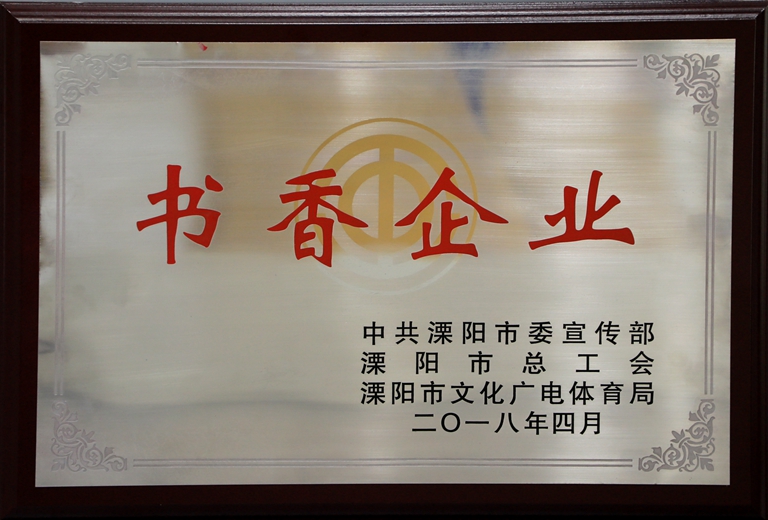 书香企业
中共溧阳市委宣传部
溧阳市总工会
溧阳市文化广电体育局
二〇一八年四月